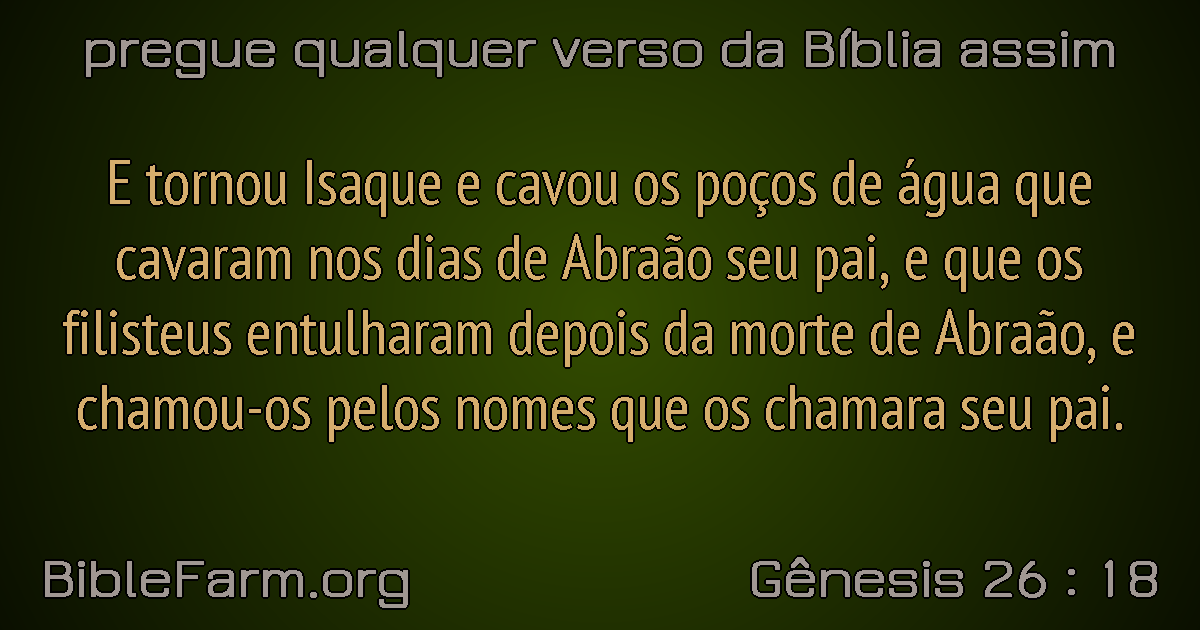 pregue qualquer verso da Bíblia assim
E tornou Isaque e cavou os poços de água que
cavaram nos dias de Abraão seu pai, e que os
filisteus entulharam depois da morte de Abraão, e
chamou-os pelos nomes que os chamara seu pai.
BibleFarm.org
Gênesis 26 : 18